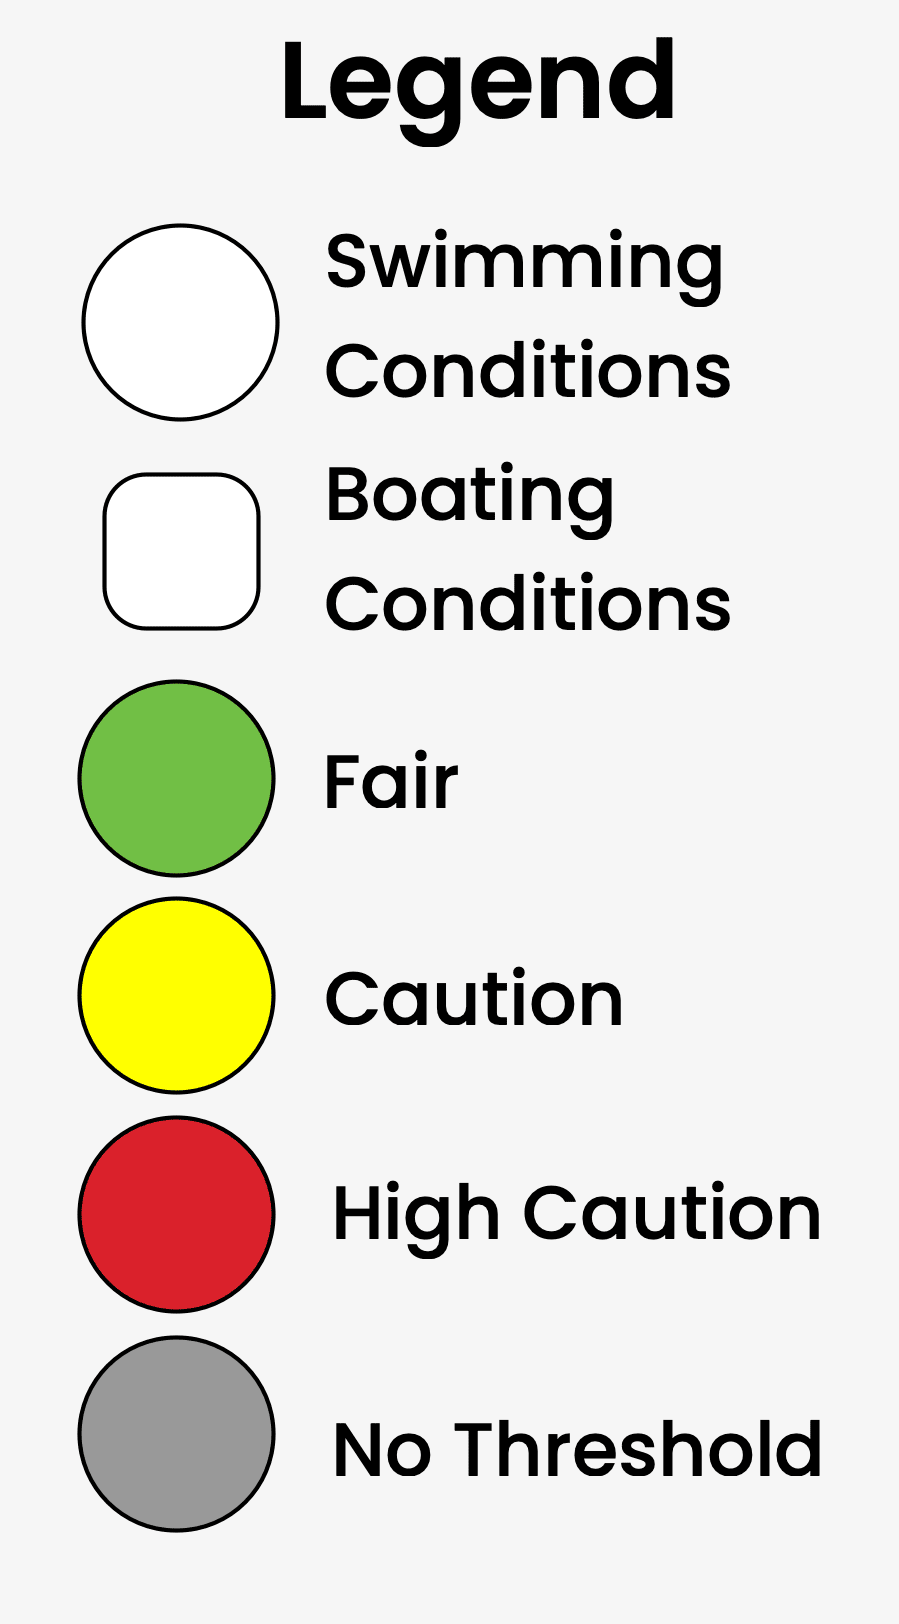 Legend
Swimming
Conditions
Boating
Conditions
Fair
Caution
High Caution
No Threshold